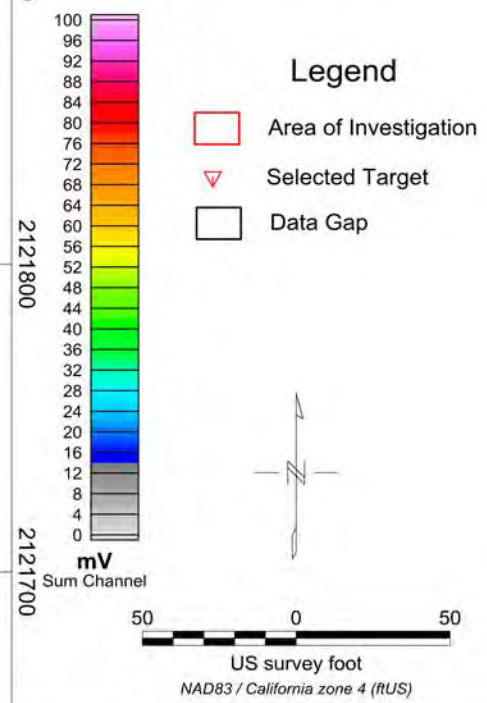 100
96
92
88
84
80
76
72
68
64
60
56
52
48
44
40
36
32
28
24
20
16
12
8
4
0
mV
Sum Channel
Legend
Area of Investigation
Selected Target
Data Gap
2121800
2121700
N
50 0 50
US survey foot
NAD83 / California zone 4 (ftUS)